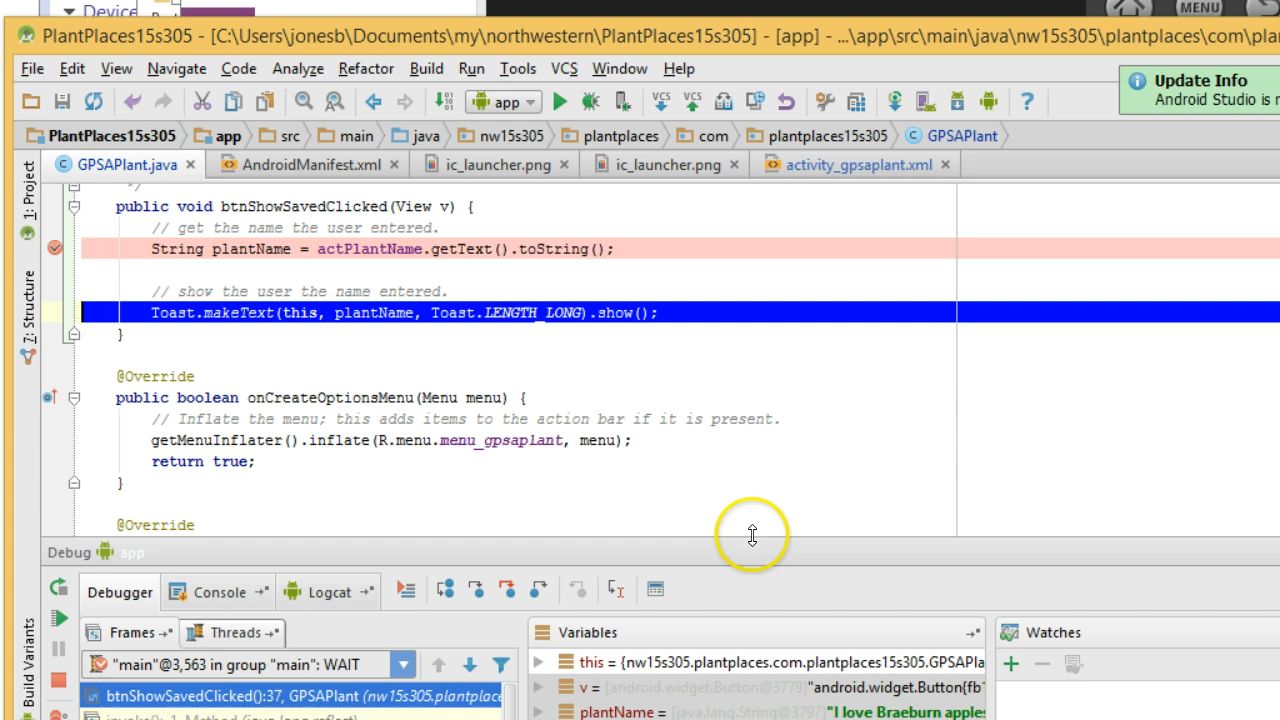 Device
MENU
PlantPlaces15s305 - [C:\Users\jonesb\Documents\my\northwestern\PlantPlaces15s305] - [app] - ...\app\src\main\java\nw15s305\plantplaces\com\plan
File Edit View Navigate Code Analyze Refactor Build Run Tools VCS Window Help
Update Info
Android Studio is r
app
VCS VCS
PlantPlaces15s305 app src main java nw15s305 plantplaces com plantplaces15s305 GPSAPlant
GPSAPlant.java AndroidManifest.xml ic_launcher.png ic_launcher.png activity_gpsaplant.xml
1: Project
7: Structure
Build Variants
*/
public void btnShowSavedClicked(View v) {
// get the name the user entered.
String plantName = actPlantName.getText().toString();
// show the user the name entered.
Toast.makeText(this, plantName, Toast.LENGTH_LONG).show();
}
@Override
public boolean onCreateOptionsMenu(Menu menu) {
// Inflate the menu; this adds items to the action bar if it is present.
getMenuInflater().inflate(R.menu.menu_gpsaplant, menu);
return true;
}
@Override
Debug app
Debugger Console Logcat
Frames Threads Variables Watches
"main"@3,563 in group "main": WAIT
this = {nw15s305.plantplaces.com.plantplaces15s305.GPSAPla
btnShowSavedClicked():37, GPSAPlant (nw15s305.plantplace
v = {android.widget.Button@3779} "android.widget.Button{fb
plantName = {java.lang.String@3797} "I love Braeburn apples